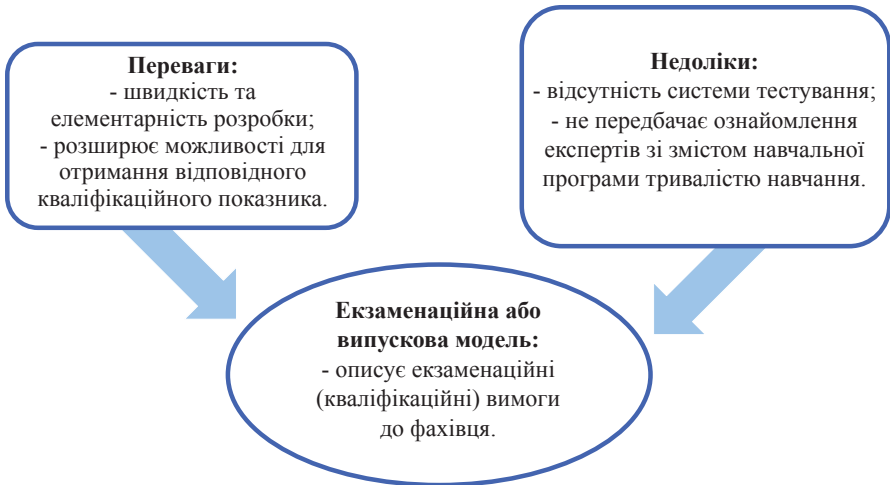 Переваги:
- швидкість та
елементарність розробки;
- розширює можливості для
отримання відповідного
кваліфікаційного показника.
Недоліки:
- відсутність системи тестування;
- не передбачає ознайомлення
експертів зі змістом навчальної
програми тривалістю навчання.
Екзаменаційна або
випускова модель:
- описує екзаменаційні
(кваліфікаційні) вимоги
до фахівця.